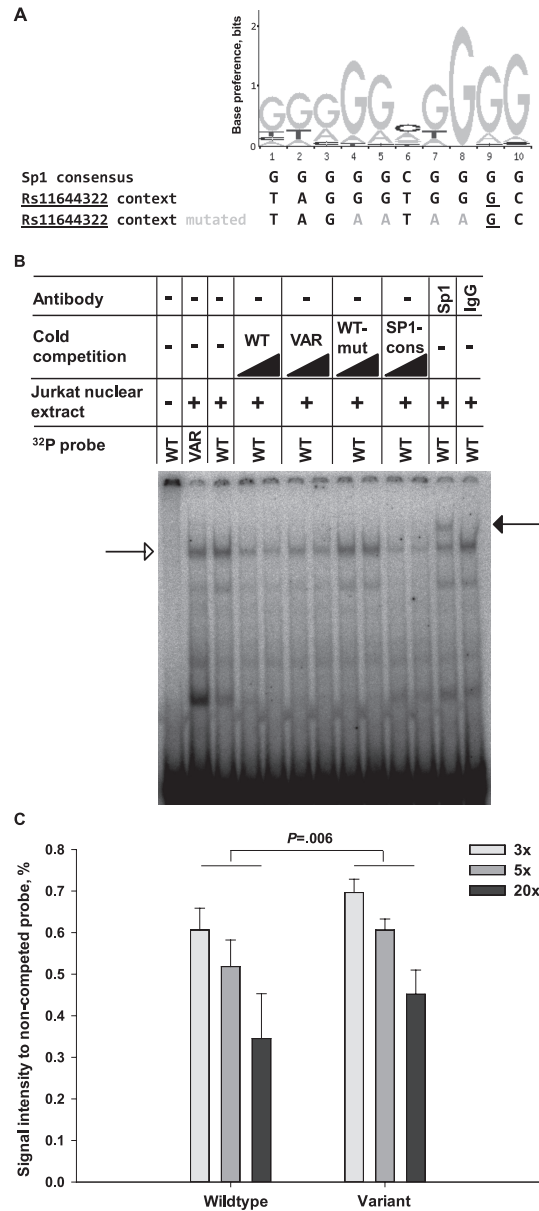 A
Base preference, bits
2
1
0
1 2 3 4 5 6 7 8 9 10
Sp1 consensus G G G G G C G G G G
Rs11644322 context T A G G G T G G G C
Rs11644322 context mutated T A G A A T A A G C
B
Antibody - - - - - - - Sp1 IgG
Cold competition - - - WT VAR WT-mut SP1-cons - -
Jurkat nuclear extract - + + + + + + + +
32P probe WT VAR WT WT WT WT WT WT WT
C
P=.006
3x
5x
20x
Signal intensity to non-competed probe, %
0.8
0.7
0.6
0.5
0.4
0.3
0.2
0.1
0.0
Wildtype Variant